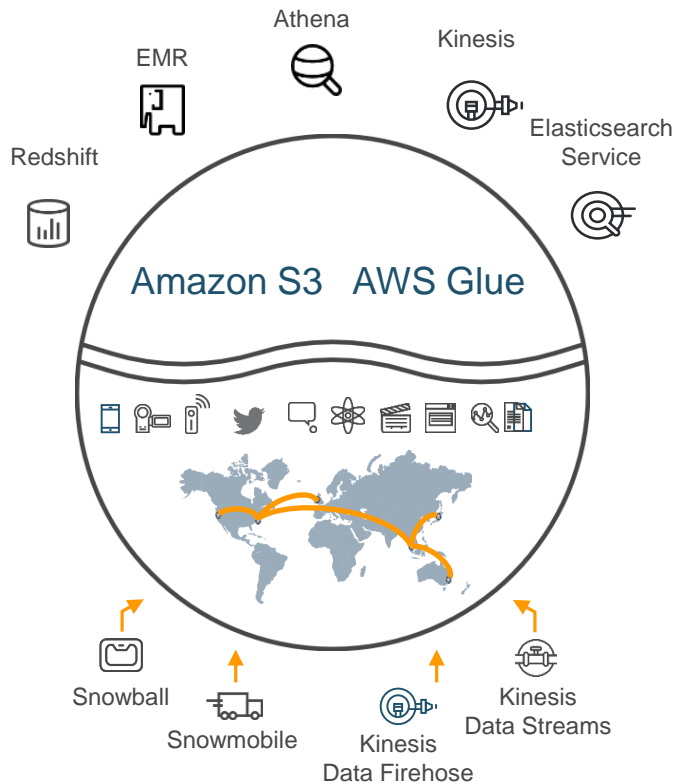 Athena
Kinesis
EMR
Elasticsearch
Service
Redshift
Amazon S3 AWS Glue
Snowball
Snowmobile
Kinesis
Data Firehose
Kinesis
Data Streams